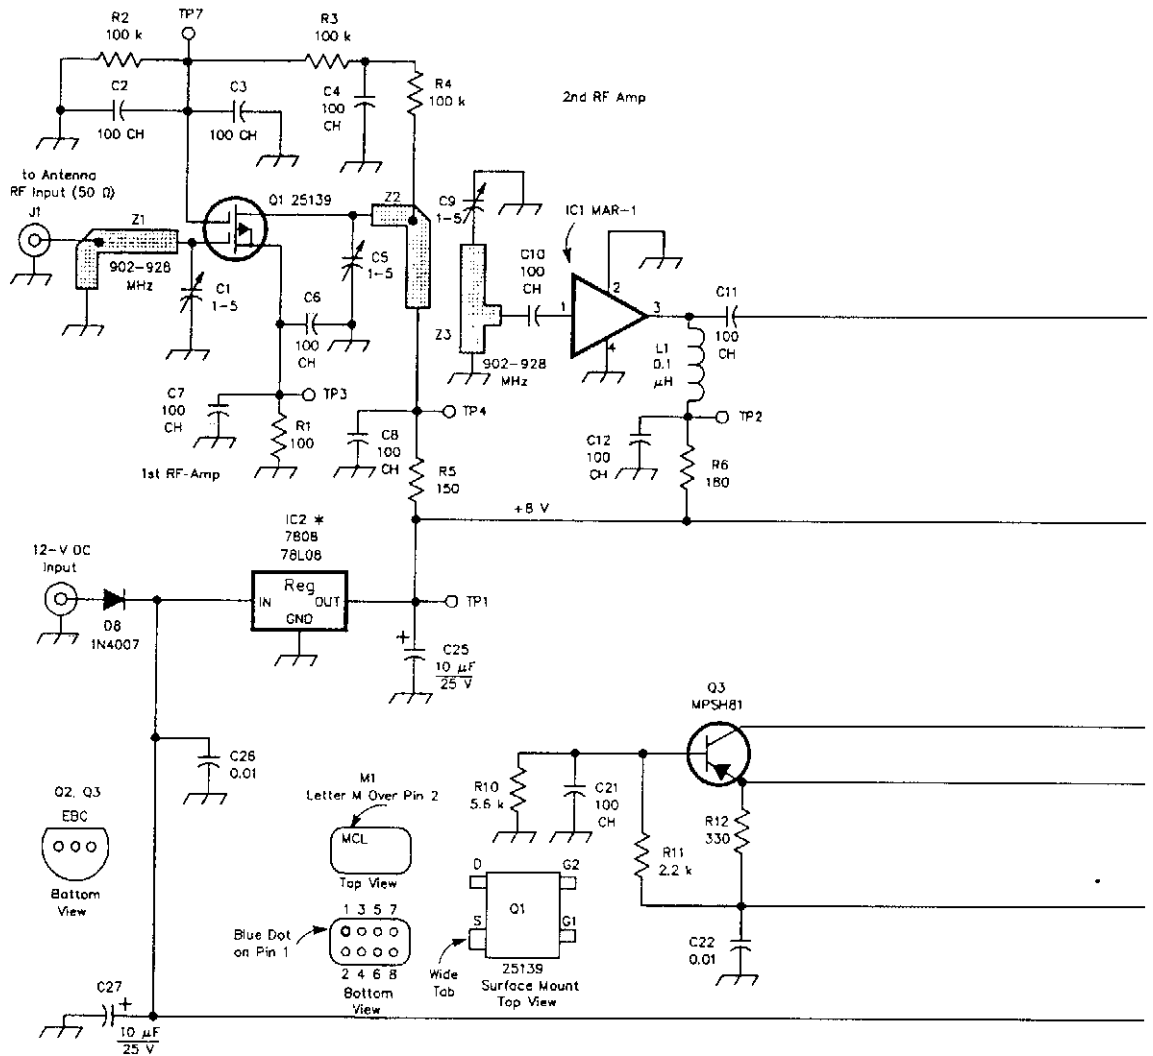 TP7
R2
100 k
R3
100 k
R4
100 k
C2
100 CH
C3
100 CH
C4
100
CH
2nd RF Amp
to Antenna
RF Input (50 Ω)
J1
Z1
902-928
MHz
Q1 25139
Z2
C9
1-5
IC1 MAR-1
C1
1-5
C5
1-5
C6
100
CH
Z3
C10
100
CH
902-928
MHz
1
2
3
4
C11
100
CH
L1
0.1
μH
C7
100
CH
TP3
R1
100
1st RF-Amp
TP4
C8
100
CH
R5
150
C12
100
CH
TP2
R6
180
+8 V
12-V DC
Input
D8
1N4007
IC2 *
7808
78L08
Reg
IN
OUT
GND
TP1
+
C25
10 μF
25 V
C26
0.01
Q3
MPSH81
R10
5.6 k
C21
100
CH
R11
2.2 k
R12
330
C22
0.01
Q2, Q3
EBC
Bottom
View
M1
Letter M Over Pin 2
MCL
Top View
Blue Dot
on Pin 1
1 3 5 7
2 4 6 8
Bottom
View
D
G2
Q1
S
G1
Wide
Tab
25139
Surface Mount
Top View
C27
+
10 μF
25 V